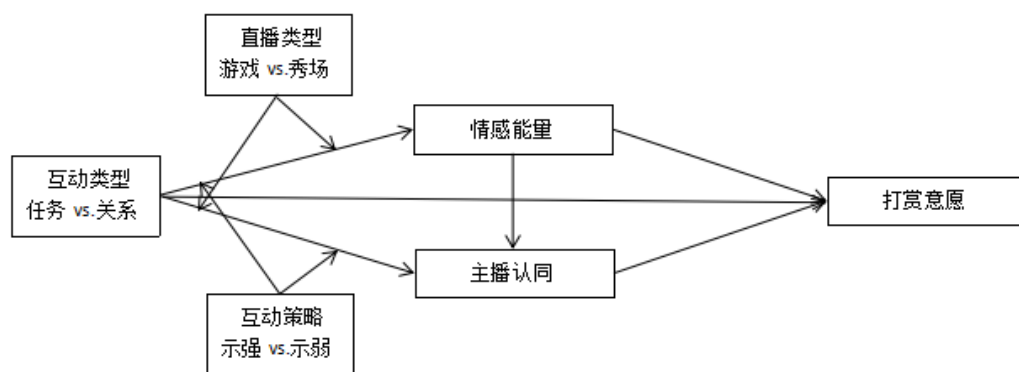 直播类型
游戏 vs.秀场
情感能量
互动类型
任务 vs.关系
打赏意愿
主播认同
互动策略
示强 vs.示弱